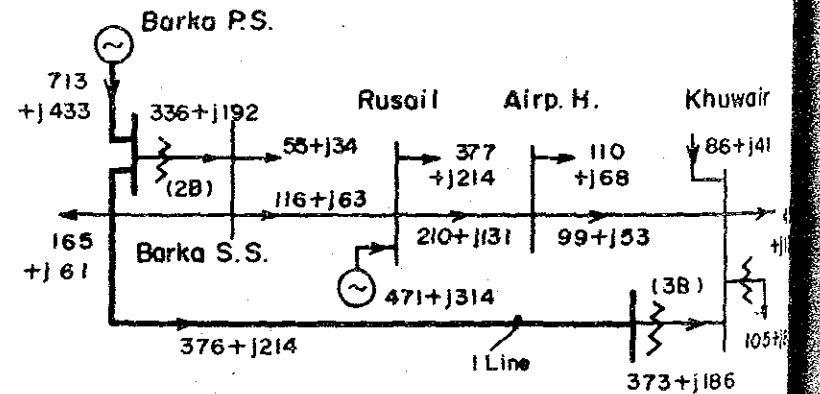 Barka P.S.
713
+j433
336+j192
Rusail
Airp. H.
Khuwair
55+j34
377
+j214
110
+j68
86+j41
(2B)
116+j63
210+j131
99+j53
165
+j61
Barka S.S.
471+j314
(3B)
376+j214
1 Line
373+j186